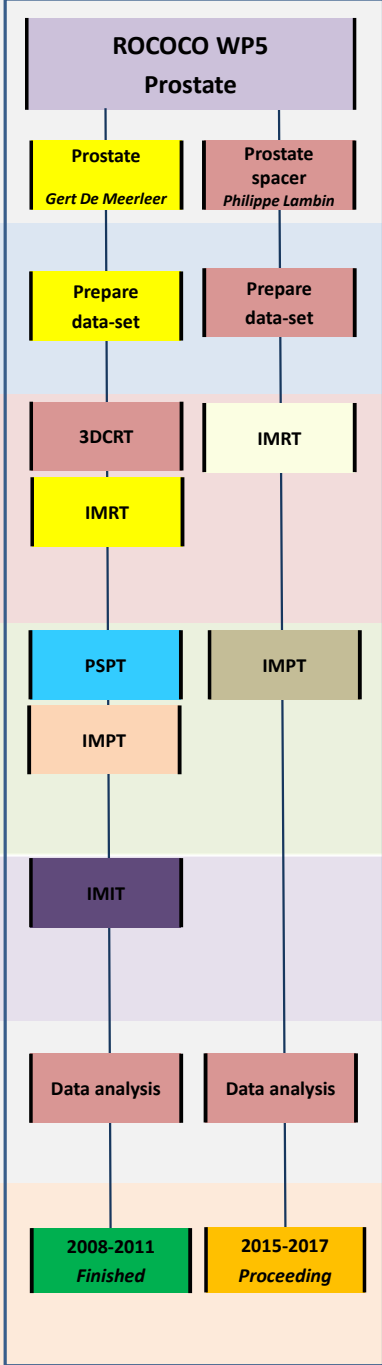 ROCOCO WP5
Prostate
Prostate
Gert De Meerleer
Prostate
spacer
Philippe Lambin
Prepare
data-set
Prepare
data-set
3DCRT
IMRT
IMRT
PSPT
IMPT
IMPT
IMIT
Data analysis
Data analysis
2008-2011
Finished
2015-2017
Proceeding